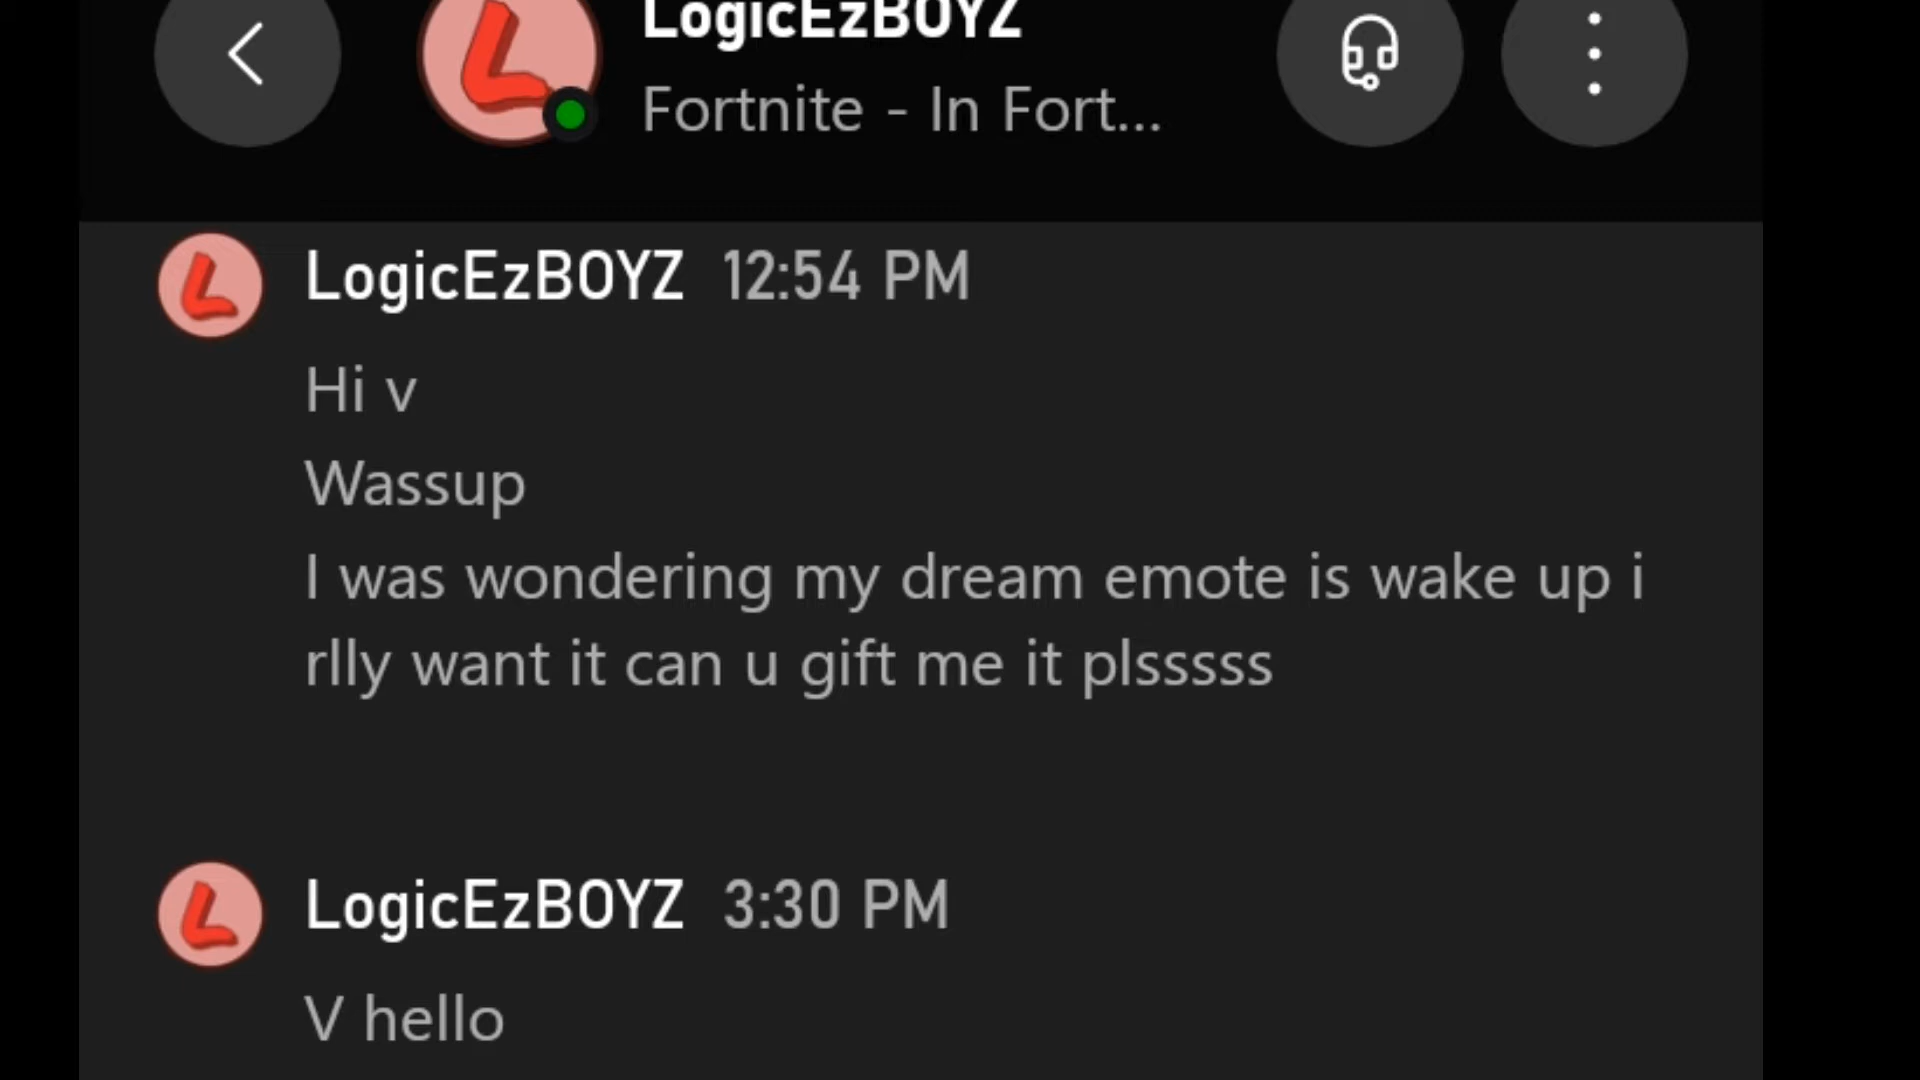 LogicEzBOYZ
Fortnite - In Fort...
LogicEzBOYZ 12:54 PM
Hi v
Wassup
I was wondering my dream emote is wake up i
rlly want it can u gift me it plsssss
LogicEzBOYZ 3:30 PM
V hello